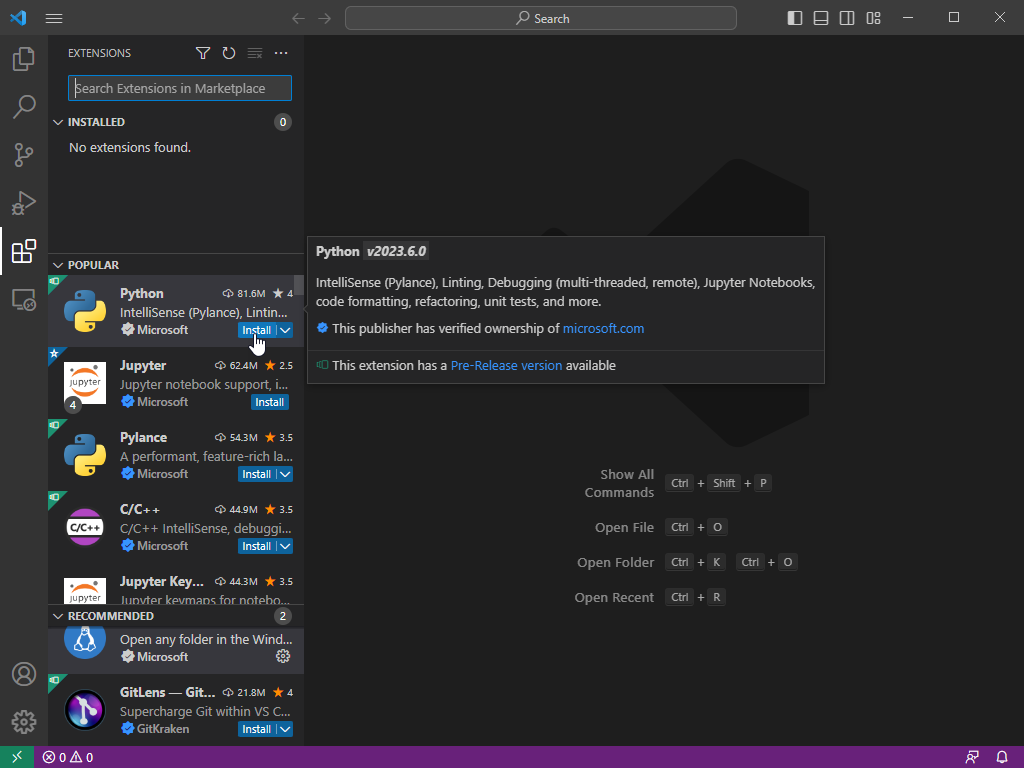 Search
EXTENSIONS
Search Extensions in Marketplace
INSTALLED 0
No extensions found.
POPULAR
Python 81.6M 4
IntelliSense (Pylance), Lintin...
Microsoft Install
Python v2023.6.0
IntelliSense (Pylance), Linting, Debugging (multi-threaded, remote), Jupyter Notebooks,
code formatting, refactoring, unit tests, and more.
This publisher has verified ownership of microsoft.com
This extension has a Pre-Release version available
jupyter
4
Jupyter 62.4M 2.5
Jupyter notebook support, i...
Microsoft Install
Pylance 54.3M 3.5
A performant, feature-rich la...
Microsoft Install
C/C++
C/C++ 44.9M 3.5
C/C++ IntelliSense, debuggi...
Microsoft Install
jupyter
Jupyter Key... 44.3M 3.5
Jupyter keymaps for notebo...
RECOMMENDED 2
Open any folder in the Wind...
Microsoft
GitLens — Git... 21.8M 4
Supercharge Git within VS C...
GitKraken Install
Show All
Commands Ctrl + Shift + P
Open File Ctrl + O
Open Folder Ctrl + K Ctrl + O
Open Recent Ctrl + R
0 0